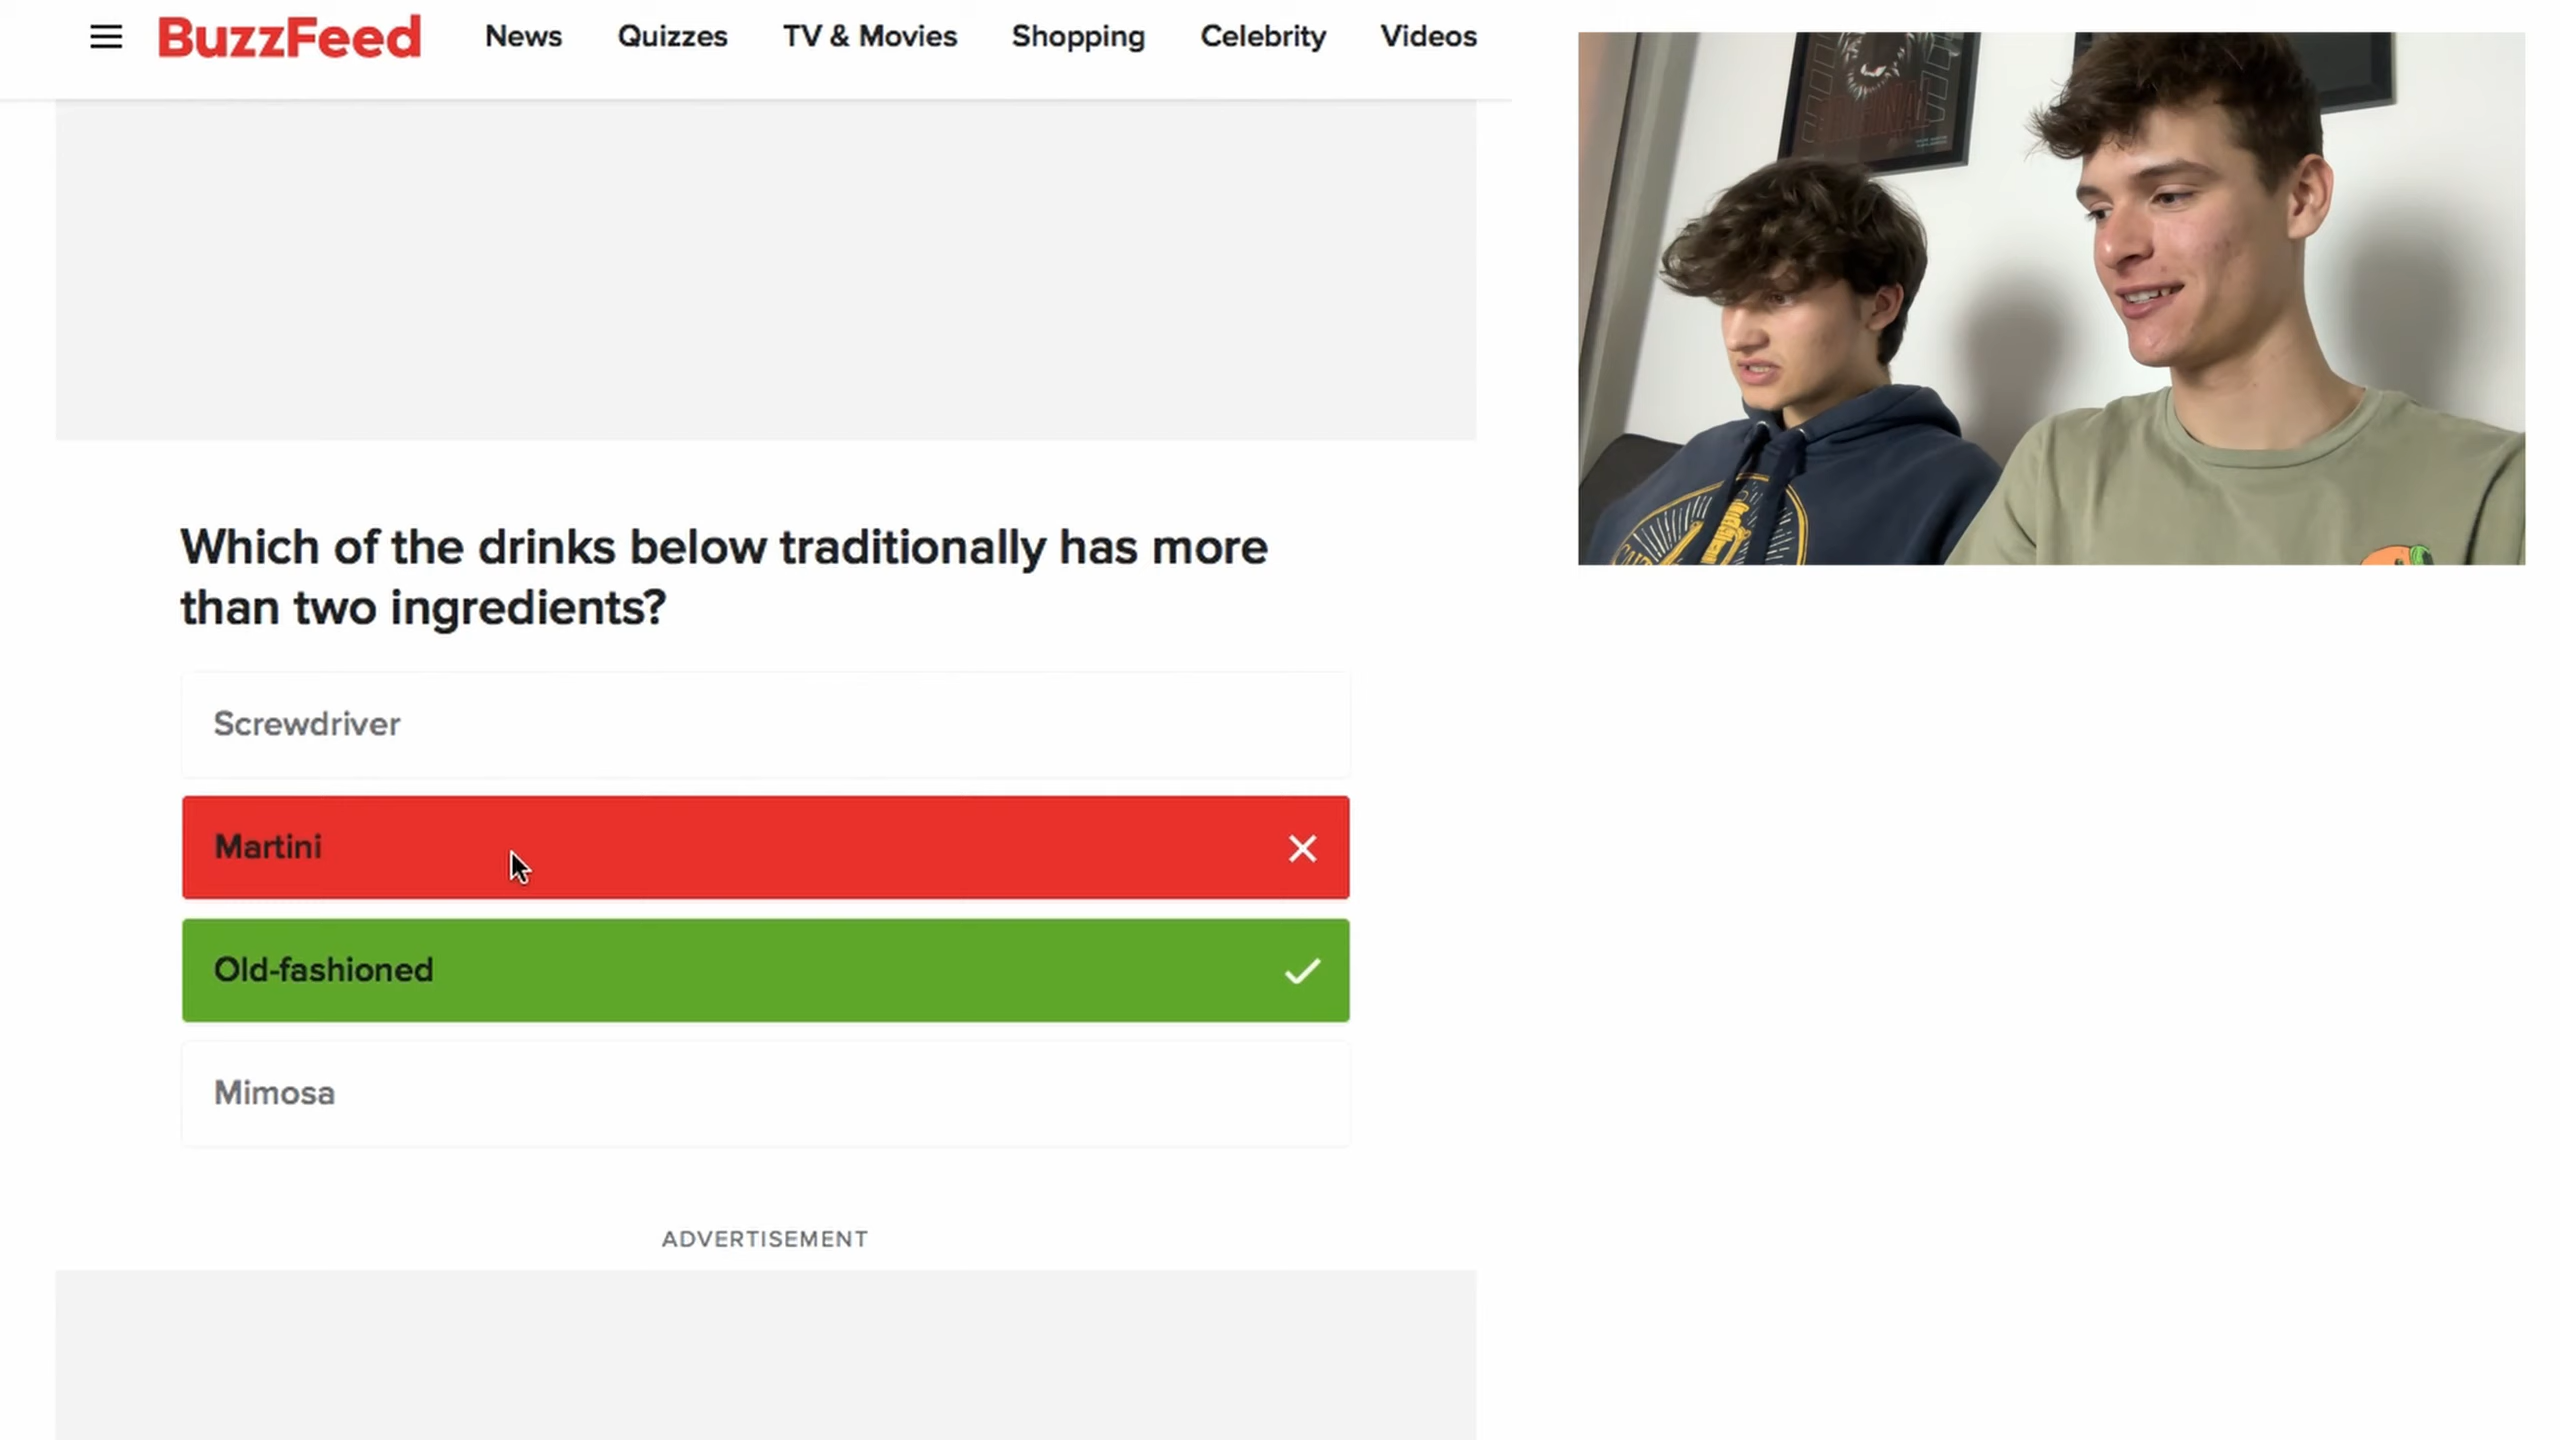 BuzzFeed News Quizzes TV & Movies Shopping Celebrity Videos
ORIGINAL
Which of the drinks below traditionally has more
than two ingredients?
Screwdriver
Martini
Old-fashioned
Mimosa
ADVERTISEMENT